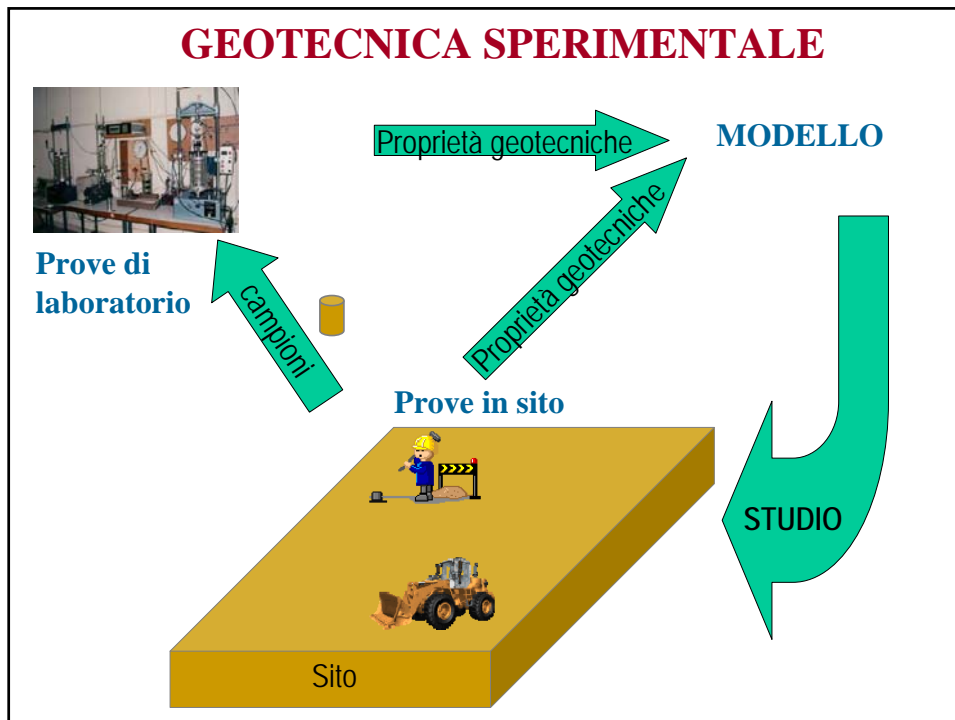 GEOTECNICA SPERIMENTALE
Proprietà geotecniche
MODELLO
Proprietà geotecniche
Prove di
laboratorio
campioni
Prove in sito
STUDIO
Sito